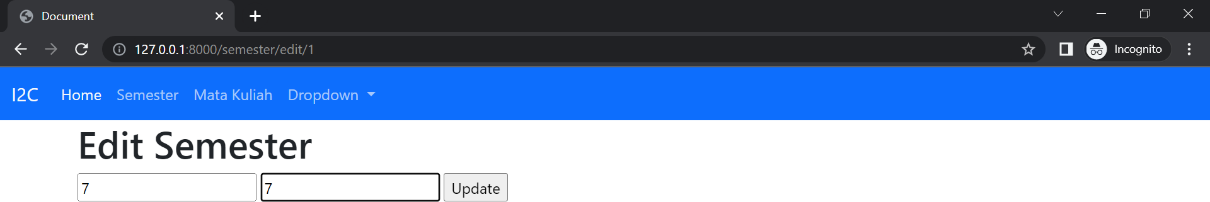 Document
127.0.0.1:8000/semester/edit/1
Incognito
I2C Home Semester Mata Kuliah Dropdown
Edit Semester
7 7 Update